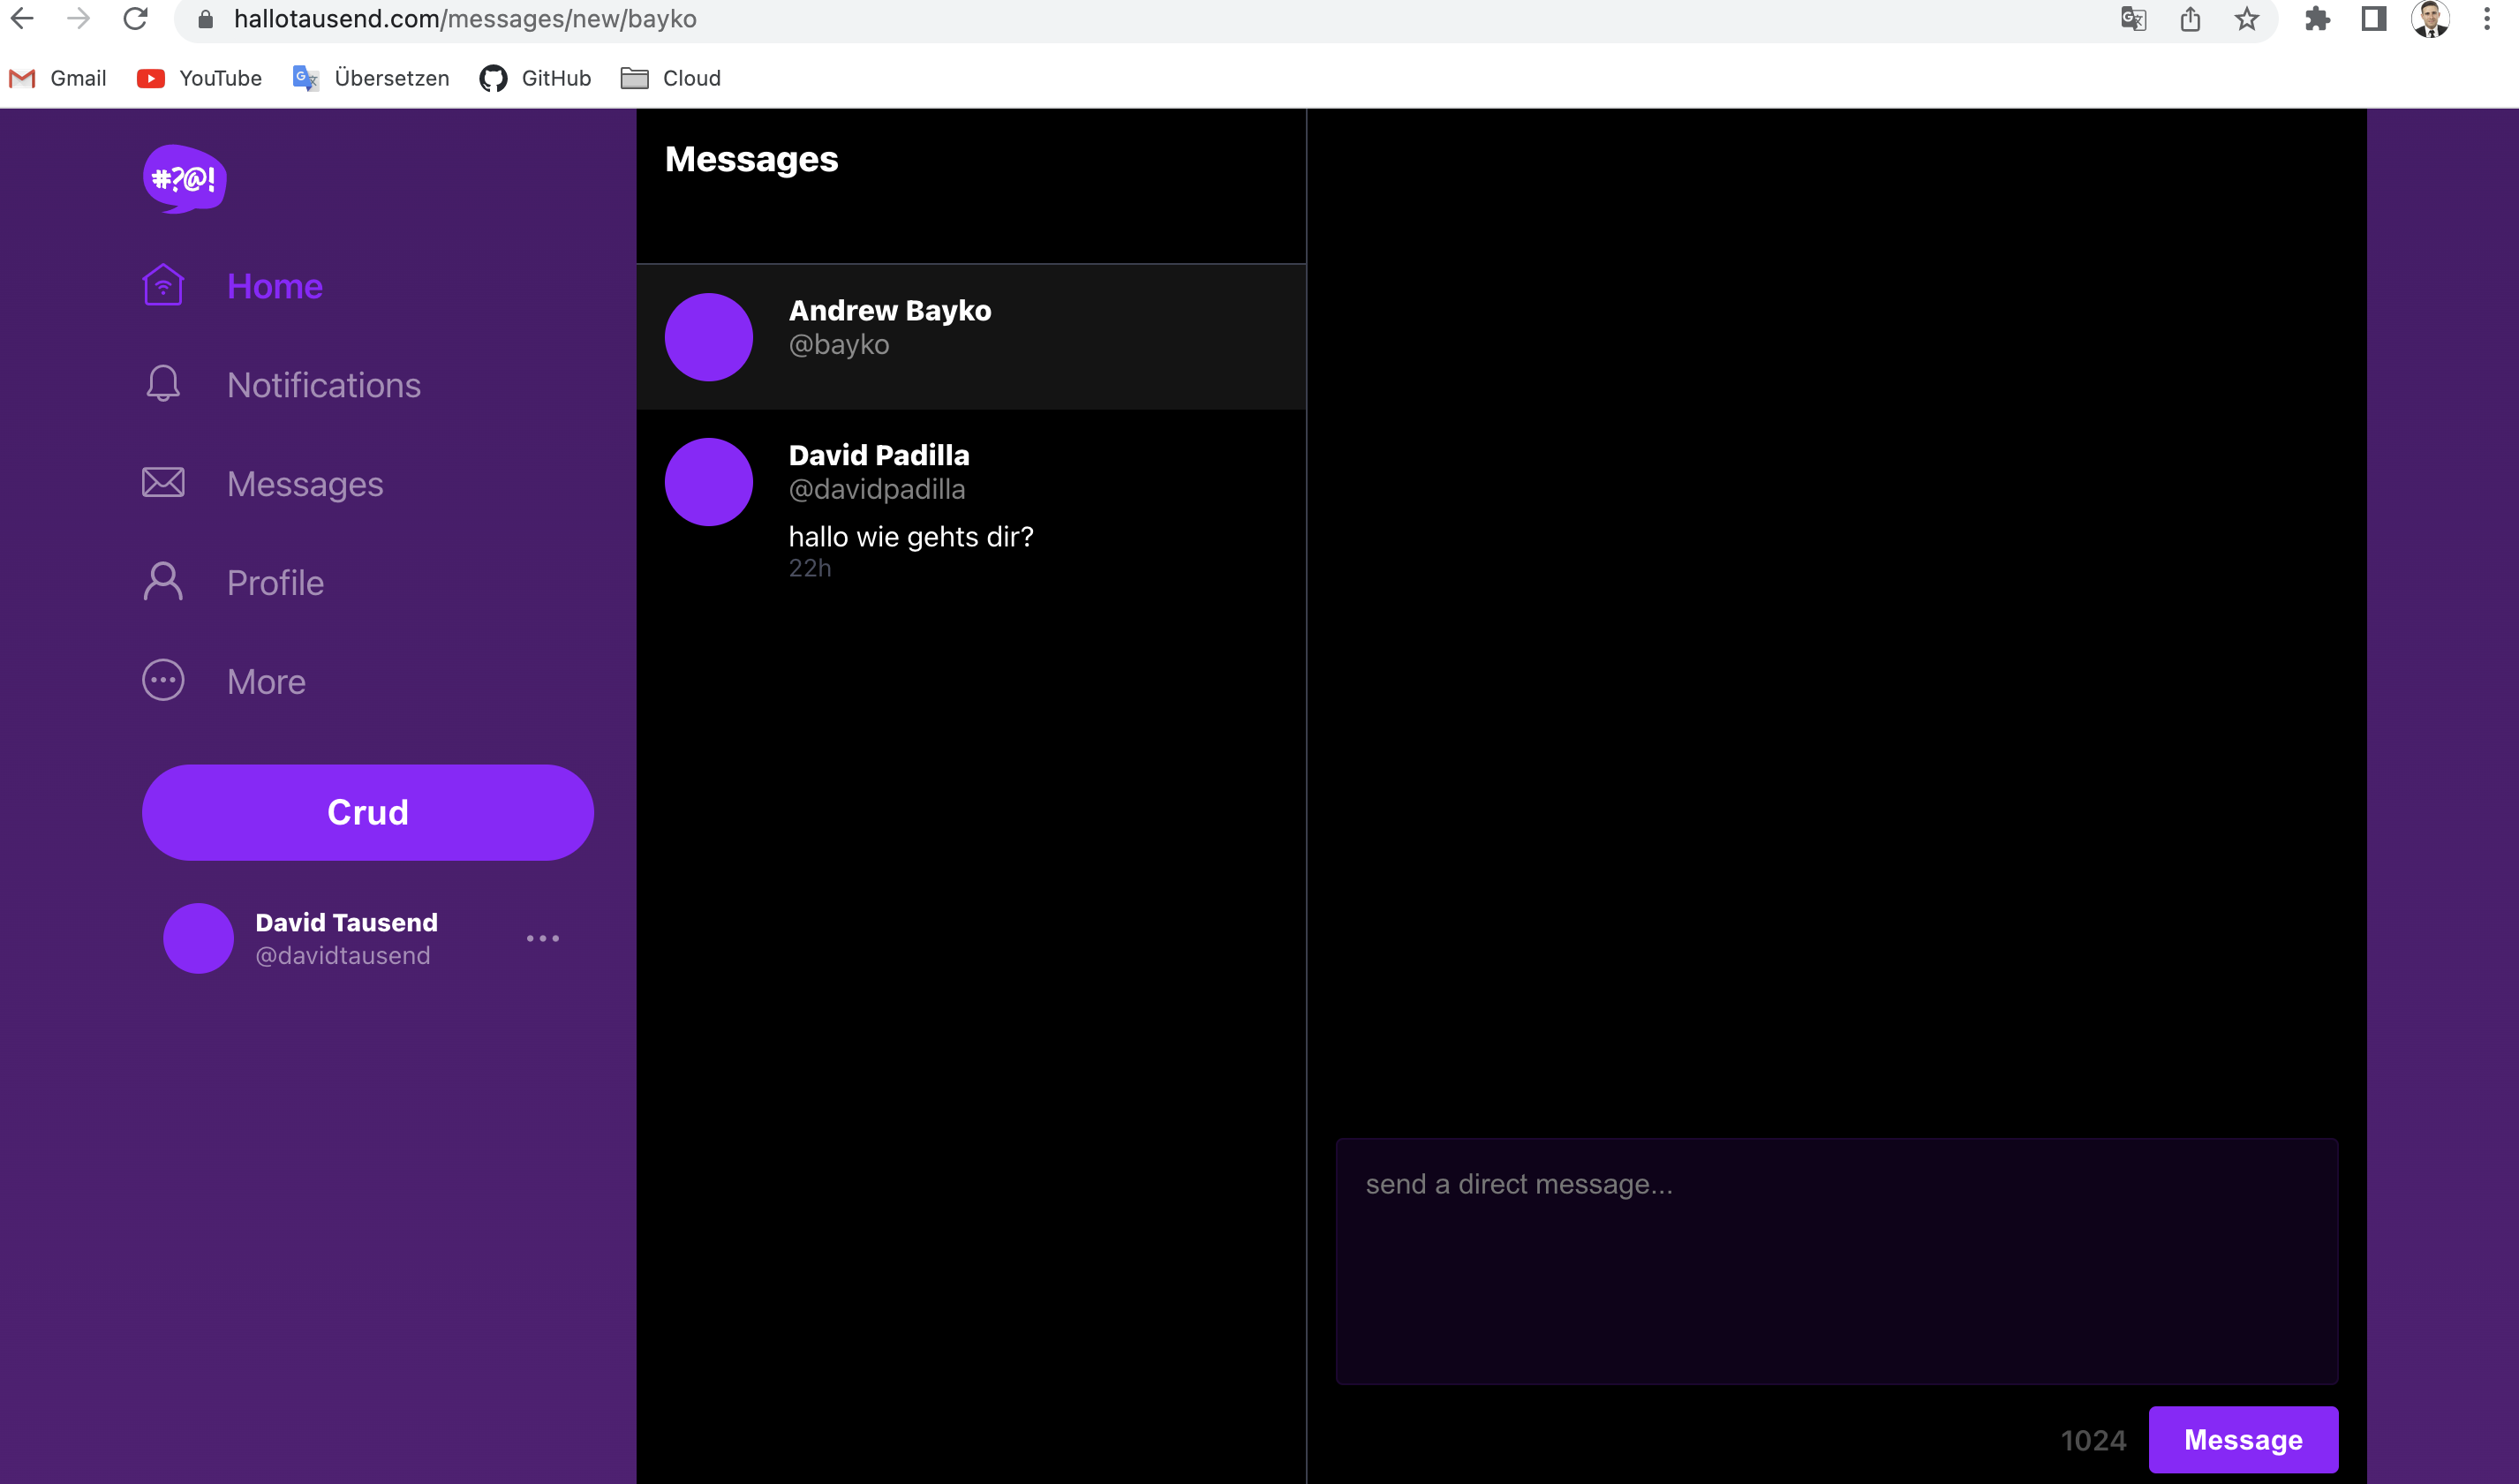 hallotausend.com/messages/new/bayko
Gmail YouTube Übersetzen GitHub Cloud
#?@!
Home
Notifications
Messages
Profile
More
Crud
David Tausend
@davidtausend
Messages
Andrew Bayko
@bayko
David Padilla
@davidpadilla
hallo wie gehts dir?
22h
send a direct message...
1024 Message